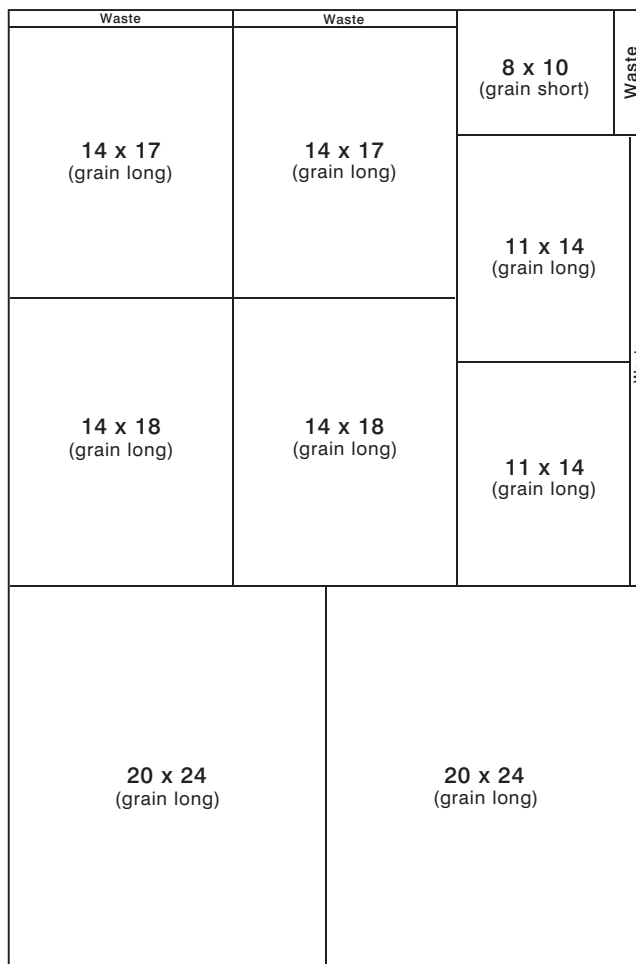 Waste
Waste
8 x 10
(grain short)
Waste
14 x 17
(grain long)
14 x 17
(grain long)
11 x 14
(grain long)
14 x 18
(grain long)
14 x 18
(grain long)
11 x 14
(grain long)
20 x 24
(grain long)
20 x 24
(grain long)